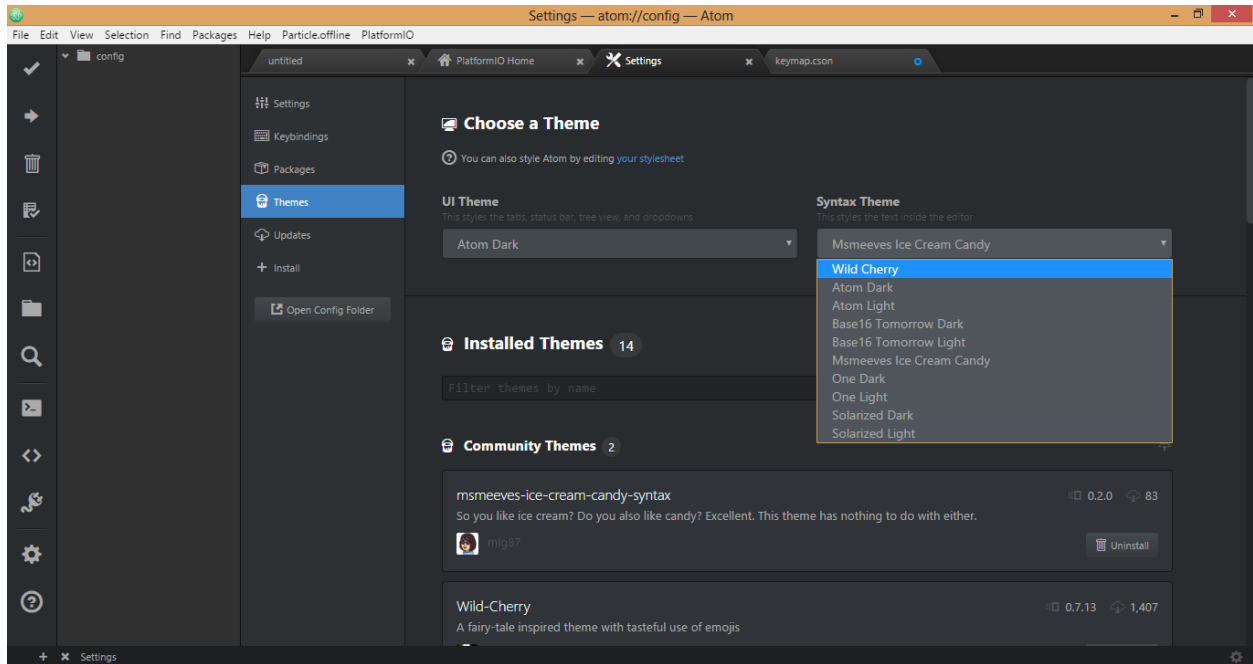 Settings — atom://config — Atom
File Edit View Selection Find Packages Help Particle.offline PlatformIO
config
untitled
PlatformIO Home
Settings
keymap.cson
Settings
Keybindings
Packages
Themes
Updates
Install
Open Config Folder
Choose a Theme
You can also style Atom by editing your stylesheet
UI Theme
This styles the tabs, status bar, tree view, and dropdowns
Atom Dark
Syntax Theme
This styles the text inside the editor
Msmeeves Ice Cream Candy
Wild Cherry
Atom Dark
Atom Light
Base16 Tomorrow Dark
Base16 Tomorrow Light
Msmeeves Ice Cream Candy
One Dark
One Light
Solarized Dark
Solarized Light
Installed Themes 14
Filter themes by name
Community Themes 2
msmeeves-ice-cream-candy-syntax
0.2.0 83
So you like ice cream? Do you also like candy? Excellent. This theme has nothing to do with either.
mlg87
Uninstall
Wild-Cherry
0.7.13 1,407
A fairy-tale inspired theme with tasteful use of emojis
Settings